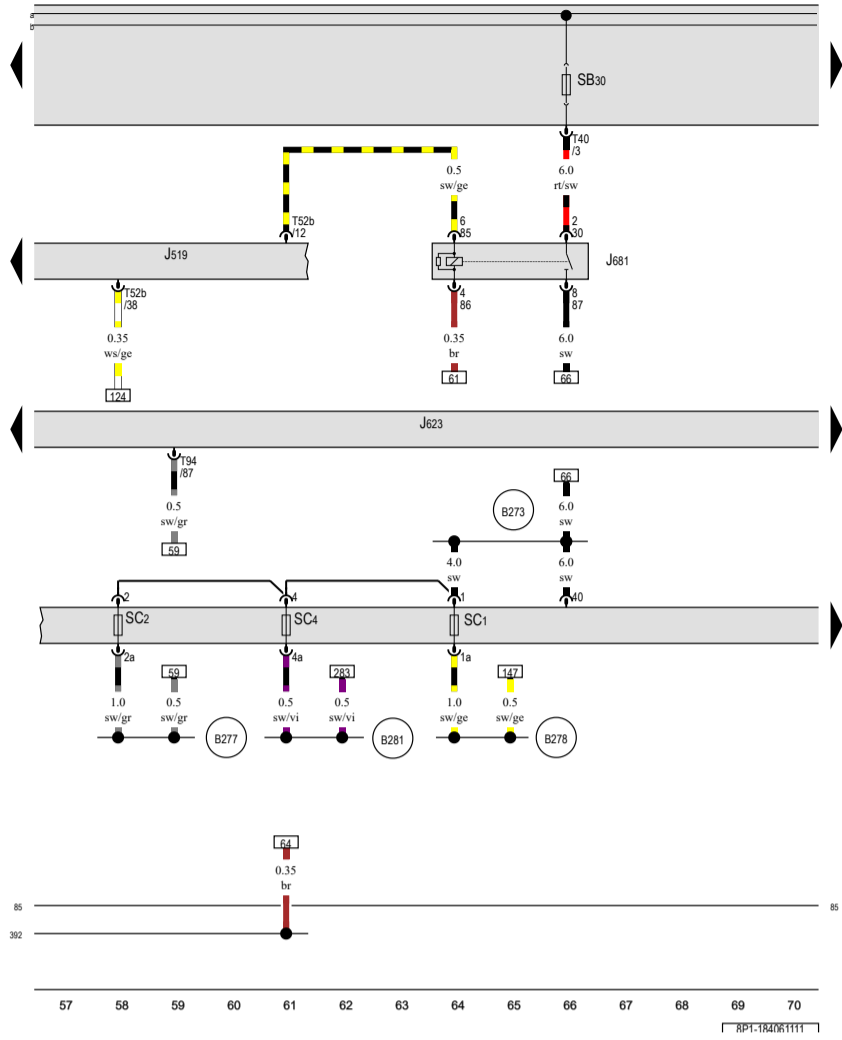 a
b
SB30
T40
/3
0.5
sw/ge
6.0
rt/sw
T52b
/12
6
85
2
30
J519
J681
T52b
/38
4
86
8
87
0.35
ws/ge
0.35
br
6.0
sw
124
61
66
J623
T94
/87
66
0.5
sw/gr
B273
6.0
sw
59
4.0
sw
6.0
sw
2
4
1
40
SC2
SC4
SC1
2a
59
4a
283
1a
147
1.0
sw/gr
0.5
sw/gr
B277
0.5
sw/vi
0.5
sw/vi
B281
1.0
sw/ge
0.5
sw/ge
B278
64
0.35
br
85
85
392
57 58 59 60 61 62 63 64 65 66 67 68 69 70
8P1-184061111